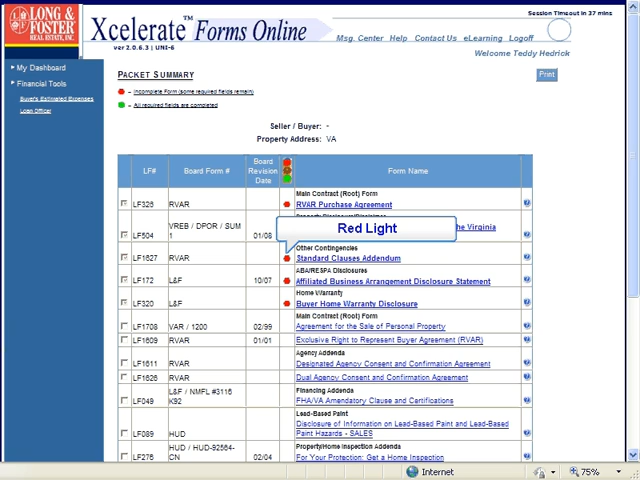 LONG &
FOSTER
REAL ESTATE, INC.
Xcelerate™ Forms Online
ver 2.0.6.3 | UNI-6
Session Timeout in 37 mins
Msg. Center Help Contact Us eLearning Logoff
Welcome Teddy Hedrick
My Dashboard
Financial Tools
Buyer's Estimated Expenses
Loan Officer
PACKET SUMMARY
Print
Incomplete Form (some required fields remain)
All required fields are completed
Seller / Buyer: -
Property Address: VA
LF# Board Form # Board Revision Date Form Name
Main Contract (Root) Form
LF326 RVAR RVAR Purchase Agreement
LF504 VREB / DPOR / SUM 1 01/08 he Virginia
Red Light
Other Contingencies
LF1627 RVAR Standard Clauses Addendum
ABA/RESPA Disclosures
LF172 L&F 10/07 Affiliated Business Arrangement Disclosure Statement
Home Warranty
LF320 L&F Buyer Home Warranty Disclosure
Main Contract (Root) Form
LF1708 VAR / 1200 02/99 Agreement for the Sale of Personal Property
LF1609 RVAR 01/01 Exclusive Right to Represent Buyer Agreement (RVAR)
Agency Addenda
LF1611 RVAR Designated Agency Consent and Confirmation Agreement
LF1626 RVAR Dual Agency Consent and Confirmation Agreement
Financing Addenda
LF049 L&F / NMFL #3116 K92 FHA/VA Amendatory Clause and Certifications
Lead-Based Paint
LF089 HUD Disclosure of Information on Lead-Based Paint and Lead-Based
Paint Hazards - SALES
Property/Home Inspection Addenda
LF276 HUD / HUD-92564-CN 02/04 For Your Protection: Get a Home Inspection
Internet
75%